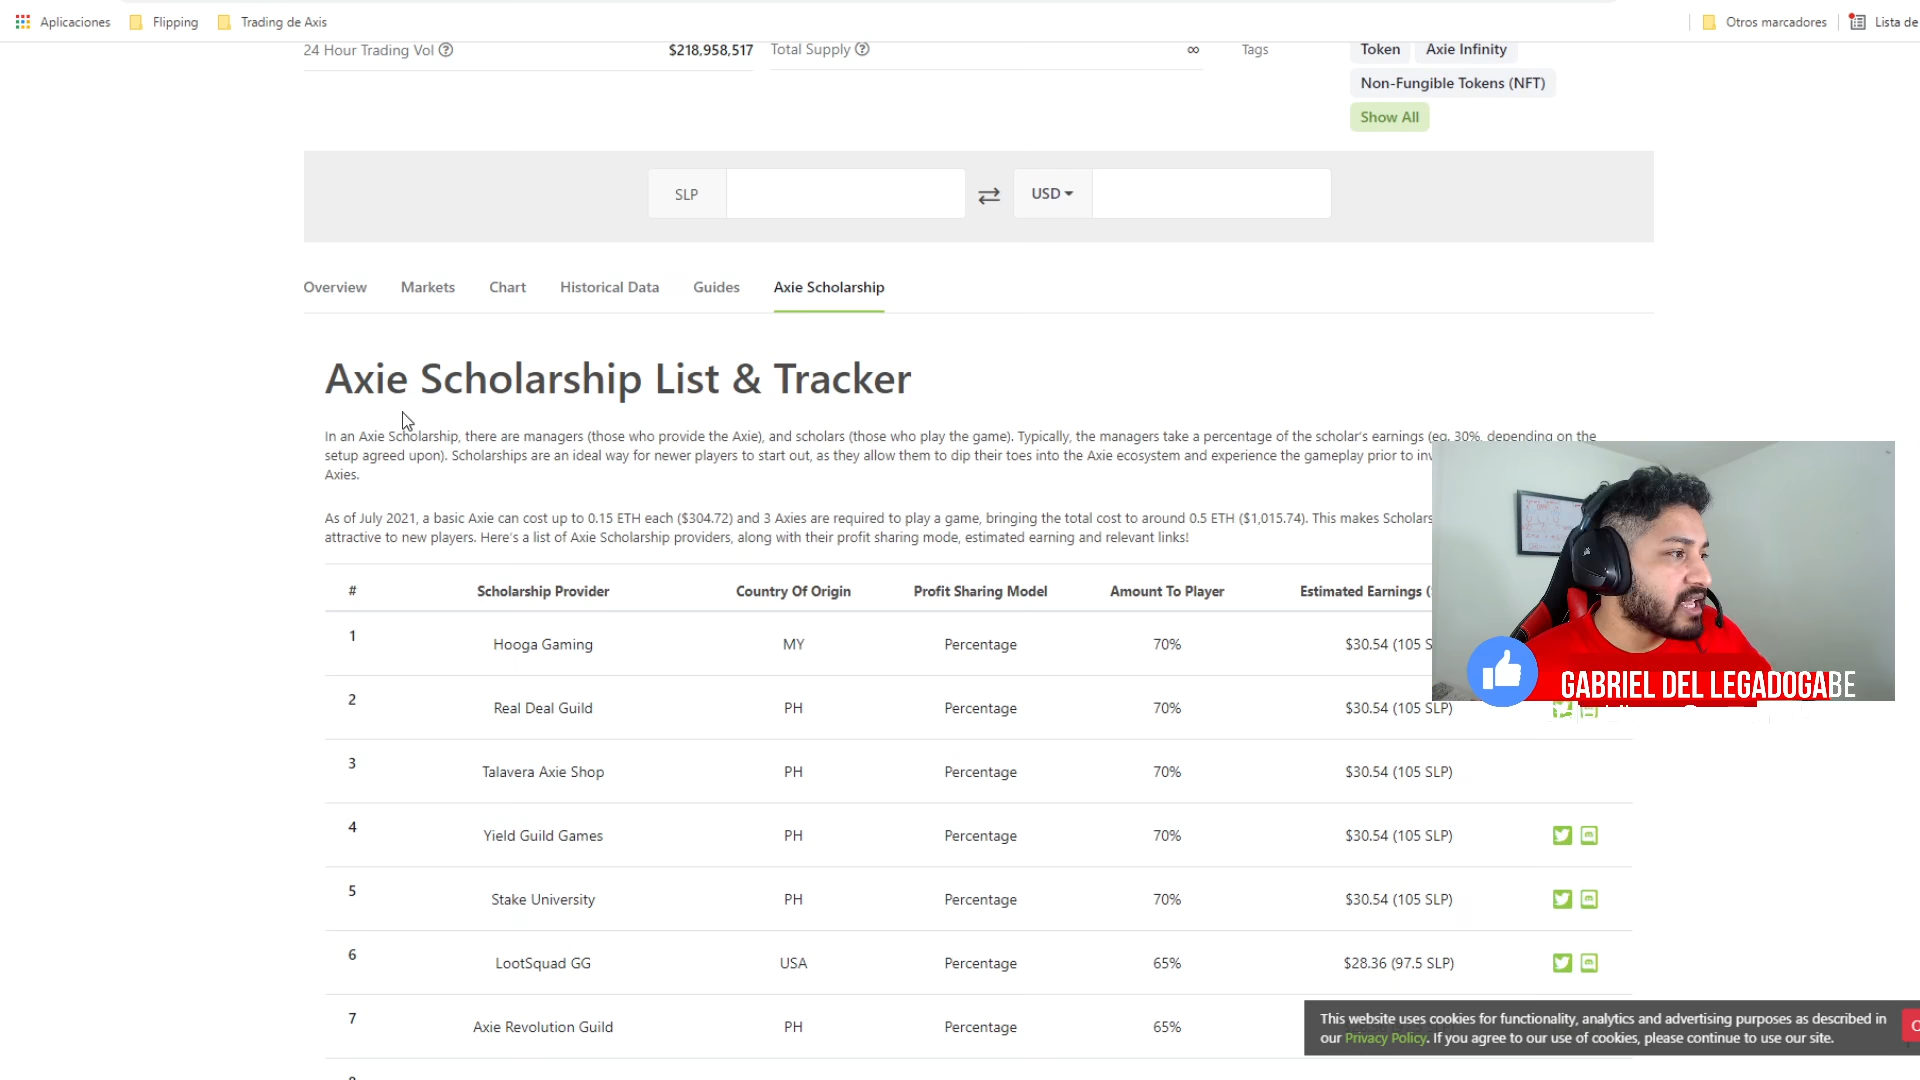 Aplicaciones Flipping Trading de Axis Otros marcadores Lista de
24 Hour Trading Vol $218,958,517 Total Supply ∞ Tags Token Axie Infinity
Non-Fungible Tokens (NFT)
Show All
SLP USD
Overview Markets Chart Historical Data Guides Axie Scholarship
Axie Scholarship List & Tracker
In an Axie Scholarship, there are managers (those who provide the Axie), and scholars (those who play the game). Typically, the managers take a percentage of the scholar's earnings (eg. 30%, depending on the
setup agreed upon). Scholarships are an ideal way for newer players to start out, as they allow them to dip their toes into the Axie ecosystem and experience the gameplay prior to
Axies.
As of July 2021, a basic Axie can cost up to 0.15 ETH each ($304.72) and 3 Axies are required to play a game, bringing the total cost to around 0.5 ETH ($1,015.74). This makes
attractive to new players. Here's a list of Axie Scholarship providers, along with their profit sharing mode, estimated earning and relevant links!
# Scholarship Provider Country Of Origin Profit Sharing Model Amount To Player Estimated Earnings
1 Hooga Gaming MY Percentage 70% $30.54 (105 S
2 Real Deal Guild PH Percentage 70% $30.54 (105 SLP)
3 Talavera Axie Shop PH Percentage 70% $30.54 (105 SLP)
4 Yield Guild Games PH Percentage 70% $30.54 (105 SLP)
5 Stake University PH Percentage 70% $30.54 (105 SLP)
6 LootSquad GG USA Percentage 65% $28.36 (97.5 SLP)
7 Axie Revolution Guild PH Percentage 65%
GABRIEL DEL LEGADOGABE
This website uses cookies for functionality, analytics and advertising purposes as described in
our Privacy Policy. If you agree to our use of cookies, please continue to use our site.